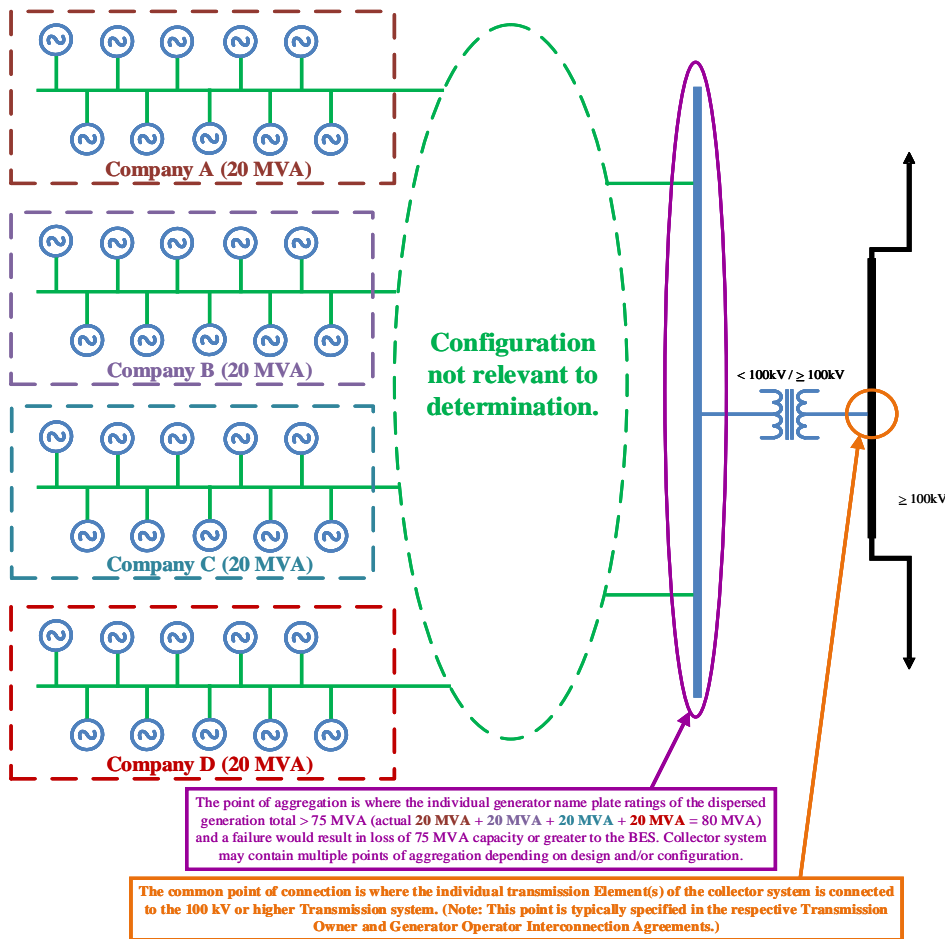 Company A (20 MVA)
Company B (20 MVA)
Company C (20 MVA)
Company D (20 MVA)
Configuration
not relevant to
determination.
< 100kV / ≥ 100kV
≥ 100kV
The point of aggregation is where the individual generator name plate ratings of the dispersed
generation total > 75 MVA (actual 20 MVA + 20 MVA + 20 MVA + 20 MVA = 80 MVA)
and a failure would result in loss of 75 MVA capacity or greater to the BES. Collector system
may contain multiple points of aggregation depending on design and/or configuration.
The common point of connection is where the individual transmission Element(s) of the collector system is connected
to the 100 kV or higher Transmission system. (Note: This point is typically specified in the respective Transmission
Owner and Generator Operator Interconnection Agreements.)